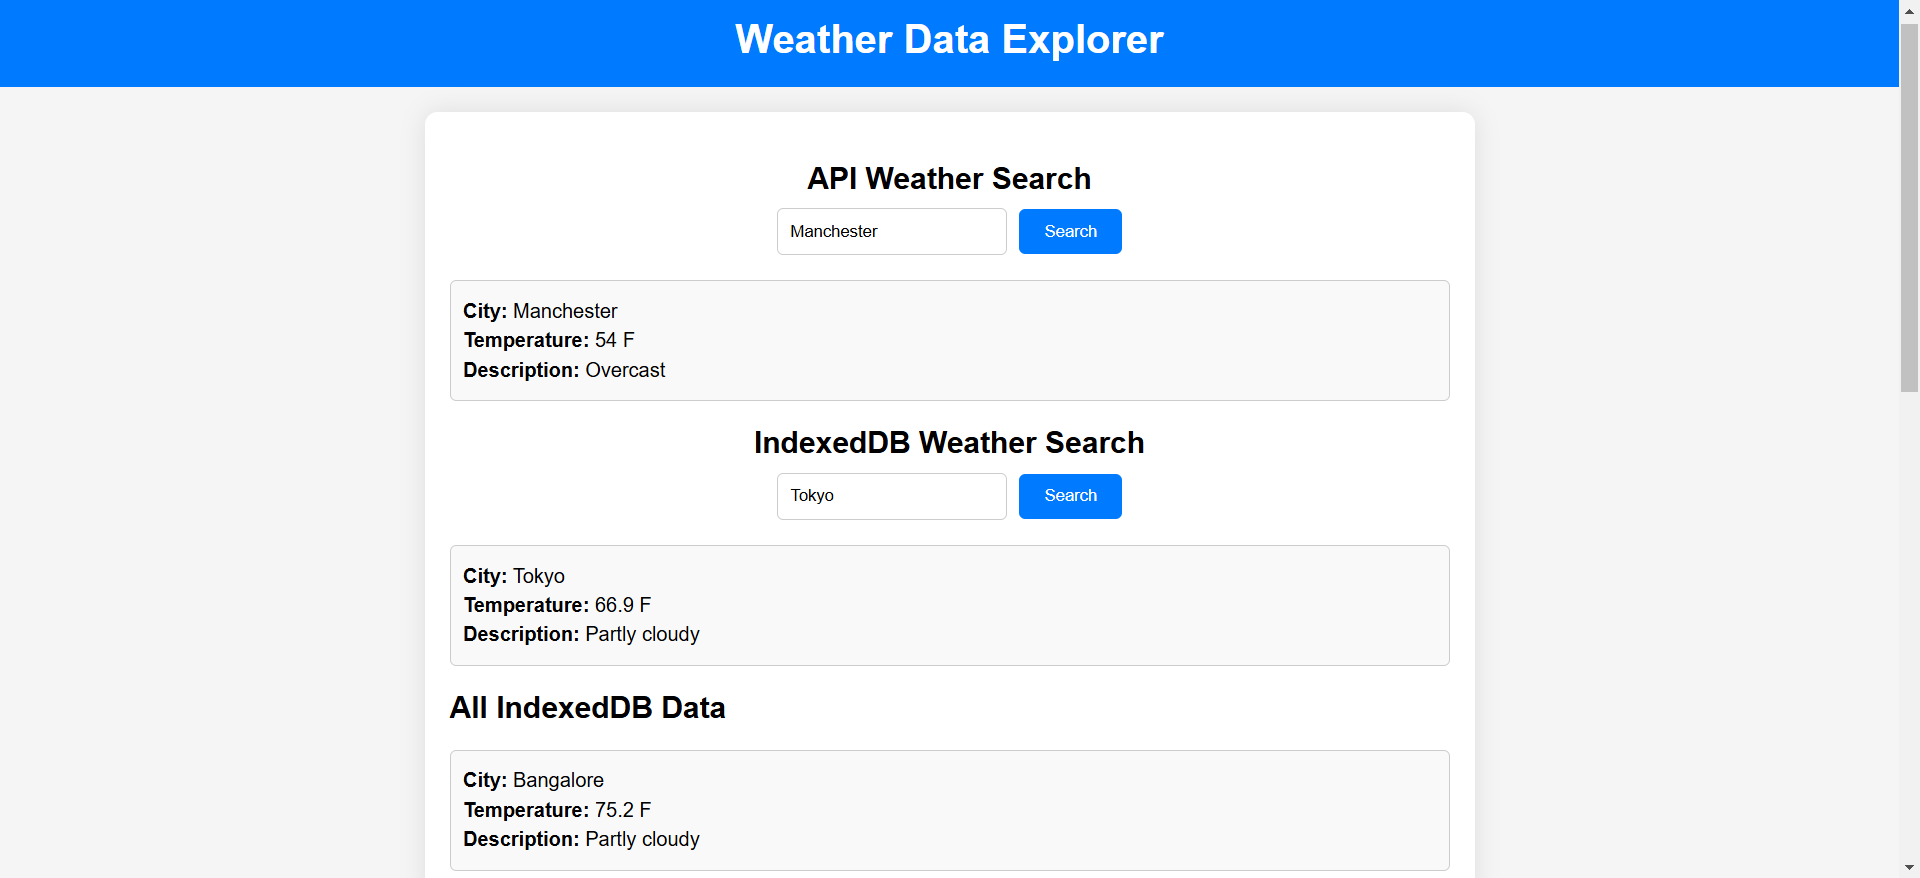 Weather Data Explorer
API Weather Search
Manchester
Search
City: Manchester
Temperature: 54 F
Description: Overcast
IndexedDB Weather Search
Tokyo
Search
City: Tokyo
Temperature: 66.9 F
Description: Partly cloudy
All IndexedDB Data
City: Bangalore
Temperature: 75.2 F
Description: Partly cloudy